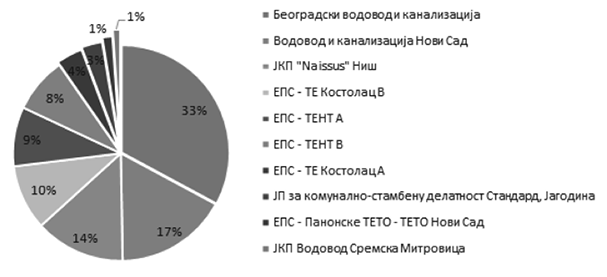 1%
1%
3%
4%
8%
9%
10%
14%
17%
33%
Београдски водовод и канализација
Водовод и канализација Нови Сад
ЈКП "Naissus" Ниш
ЕПС - ТЕ Костолац В
ЕПС - ТЕНТ А
ЕПС - ТЕНТ В
ЕПС - ТЕ Костолац А
ЈП за комунално-стамбену делатност Стандард, Јагодина
ЕПС - Панонске ТЕТО - ТЕТО Нови Сад
ЈКП Водовод Сремска Митровица